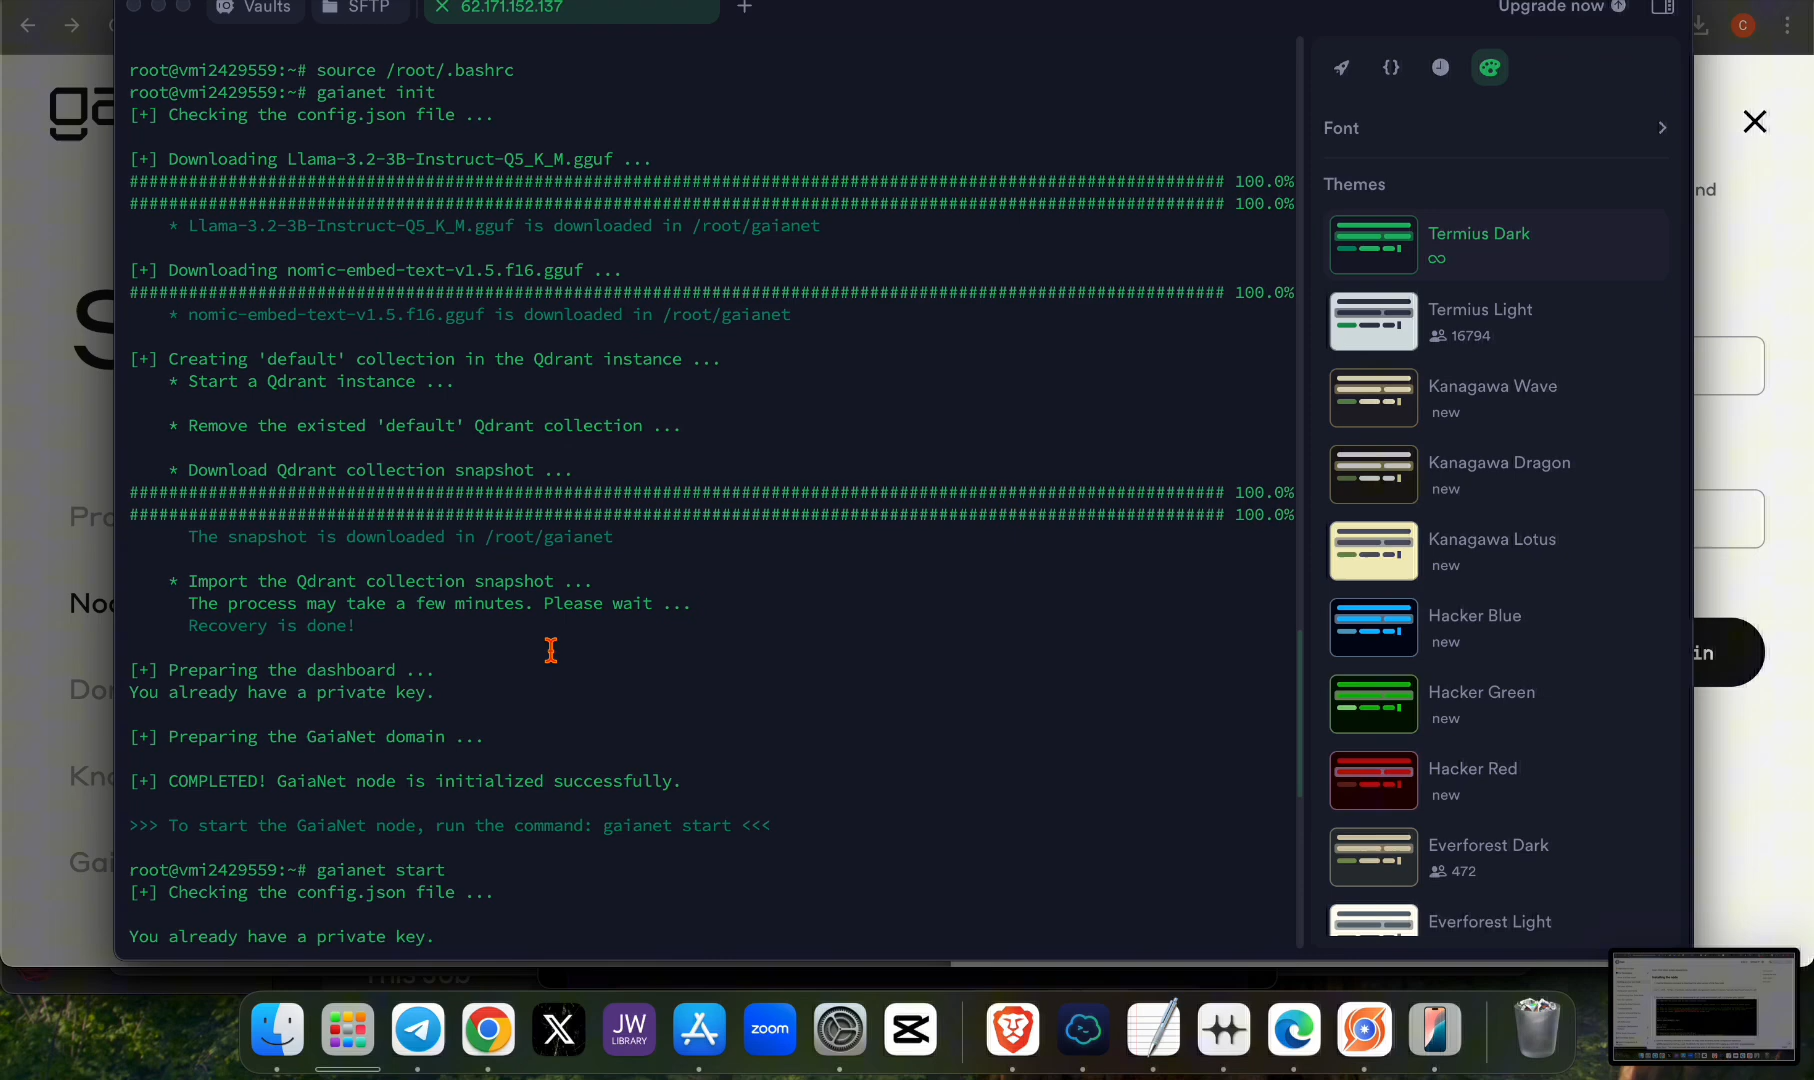 Vaults
SFTP
62.171.152.137
Upgrade now
root@vmi2429559:~# source /root/.bashrc
root@vmi2429559:~# gaianet init
[+] Checking the config.json file ...
[+] Downloading Llama-3.2-3B-Instruct-Q5_K_M.gguf ...
################################################################################################################ 100.0%
################################################################################################################ 100.0%
* Llama-3.2-3B-Instruct-Q5_K_M.gguf is downloaded in /root/gaianet
[+] Downloading nomic-embed-text-v1.5.f16.gguf ...
################################################################################################################ 100.0%
* nomic-embed-text-v1.5.f16.gguf is downloaded in /root/gaianet
[+] Creating 'default' collection in the Qdrant instance ...
* Start a Qdrant instance ...
* Remove the existed 'default' Qdrant collection ...
* Download Qdrant collection snapshot ...
################################################################################################################ 100.0%
################################################################################################################ 100.0%
The snapshot is downloaded in /root/gaianet
* Import the Qdrant collection snapshot ...
The process may take a few minutes. Please wait ...
Recovery is done!
[+] Preparing the dashboard ...
You already have a private key.
[+] Preparing the GaiaNet domain ...
[+] COMPLETED! GaiaNet node is initialized successfully.
>>> To start the GaiaNet node, run the command: gaianet start <<<
root@vmi2429559:~# gaianet start
[+] Checking the config.json file ...
You already have a private key.
Font
Themes
Termius Dark
Termius Light
16794
Kanagawa Wave
new
Kanagawa Dragon
new
Kanagawa Lotus
new
Hacker Blue
new
Hacker Green
new
Hacker Red
new
Everforest Dark
472
Everforest Light
C
nd
in
This Job
JW
LIBRARY
zoom